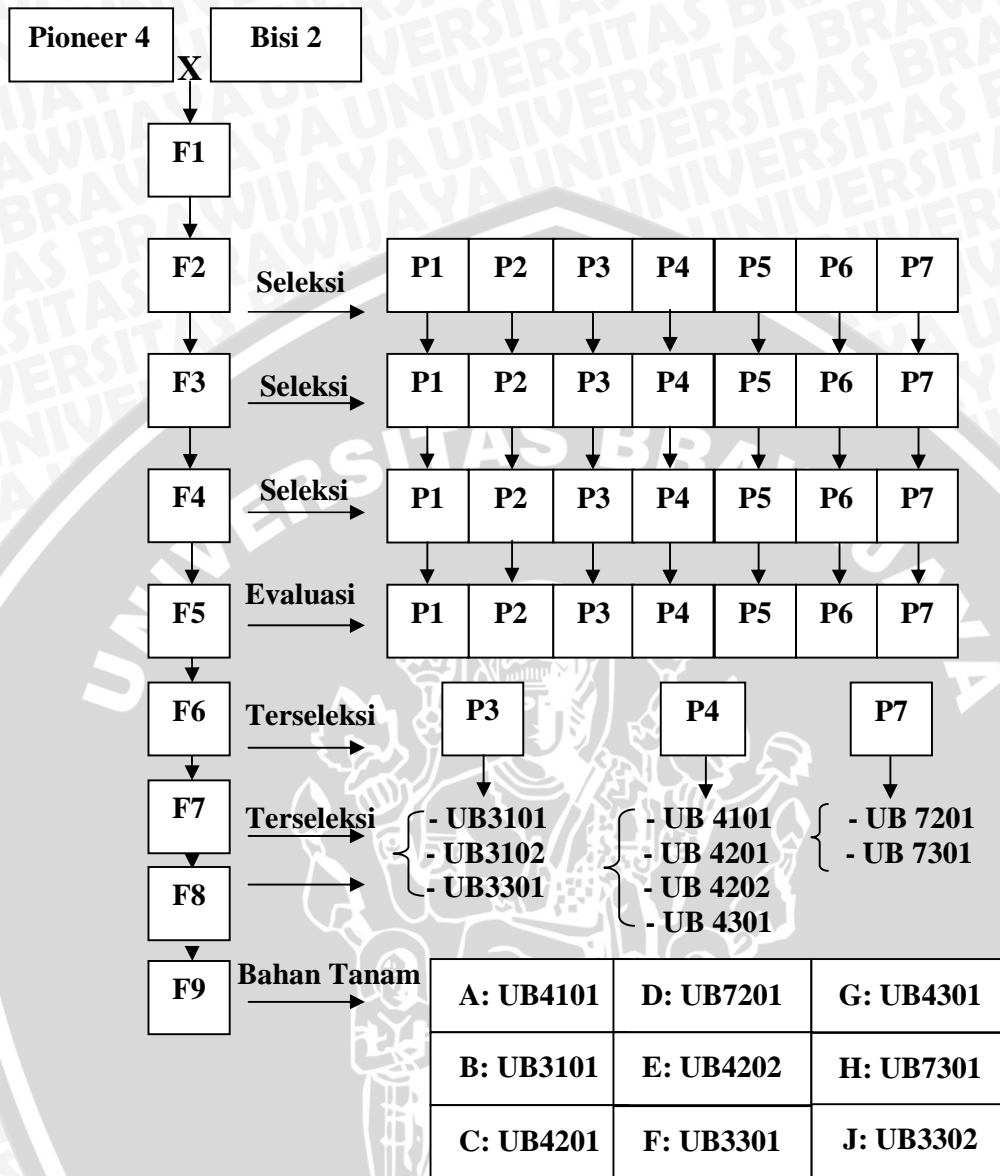 Pioneer 4 Bisi 2
X
F1
F2 Seleksi P1 P2 P3 P4 P5 P6 P7
F3 Seleksi P1 P2 P3 P4 P5 P6 P7
F4 Seleksi P1 P2 P3 P4 P5 P6 P7
F5 Evaluasi P1 P2 P3 P4 P5 P6 P7
F6 Terseleksi P3 P4 P7
F7 Terseleksi - UB3101 - UB 4101 - UB 7201
- UB3102 - UB 4201 - UB 7301
F8 - UB3301 - UB 4202
- UB 4301
F9 Bahan Tanam A: UB4101 D: UB7201 G: UB4301
B: UB3101 E: UB4202 H: UB7301
C: UB4201 F: UB3301 J: UB3302
UNIVERSITAS BRAWIJAYA